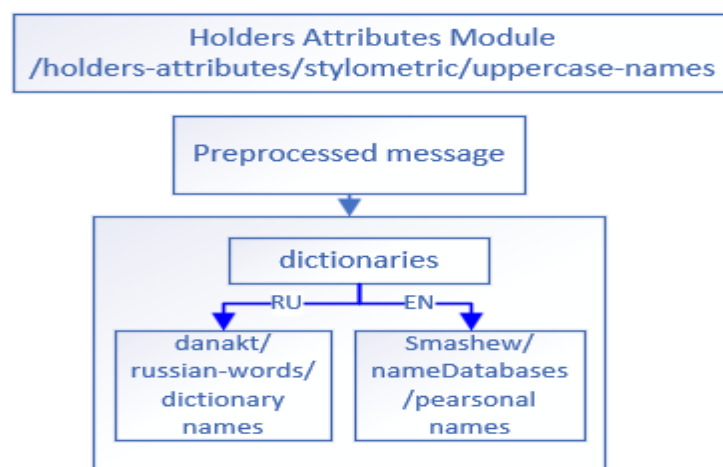 Holders Attributes Module
/holders-attributes/stylometric/uppercase-names
Preprocessed message
dictionaries
RU
EN
danakt/
russian-words/
dictionary
names
Smashew/
nameDatabases
/pearsonal
names